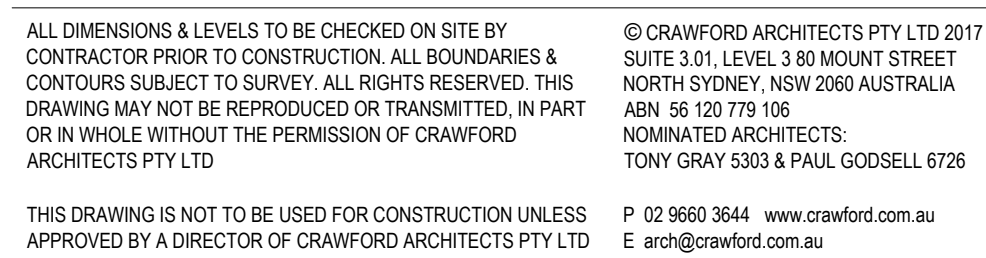 ALL DIMENSIONS & LEVELS TO BE CHECKED ON SITE BY
CONTRACTOR PRIOR TO CONSTRUCTION. ALL BOUNDARIES &
CONTOURS SUBJECT TO SURVEY. ALL RIGHTS RESERVED. THIS
DRAWING MAY NOT BE REPRODUCED OR TRANSMITTED, IN PART
OR IN WHOLE WITHOUT THE PERMISSION OF CRAWFORD
ARCHITECTS PTY LTD
THIS DRAWING IS NOT TO BE USED FOR CONSTRUCTION UNLESS
APPROVED BY A DIRECTOR OF CRAWFORD ARCHITECTS PTY LTD
© CRAWFORD ARCHITECTS PTY LTD 2017
SUITE 3.01, LEVEL 3 80 MOUNT STREET
NORTH SYDNEY, NSW 2060 AUSTRALIA
ABN 56 120 779 106
NOMINATED ARCHITECTS:
TONY GRAY 5303 & PAUL GODSELL 6726
P 02 9660 3644 www.crawford.com.au
E arch@crawford.com.au